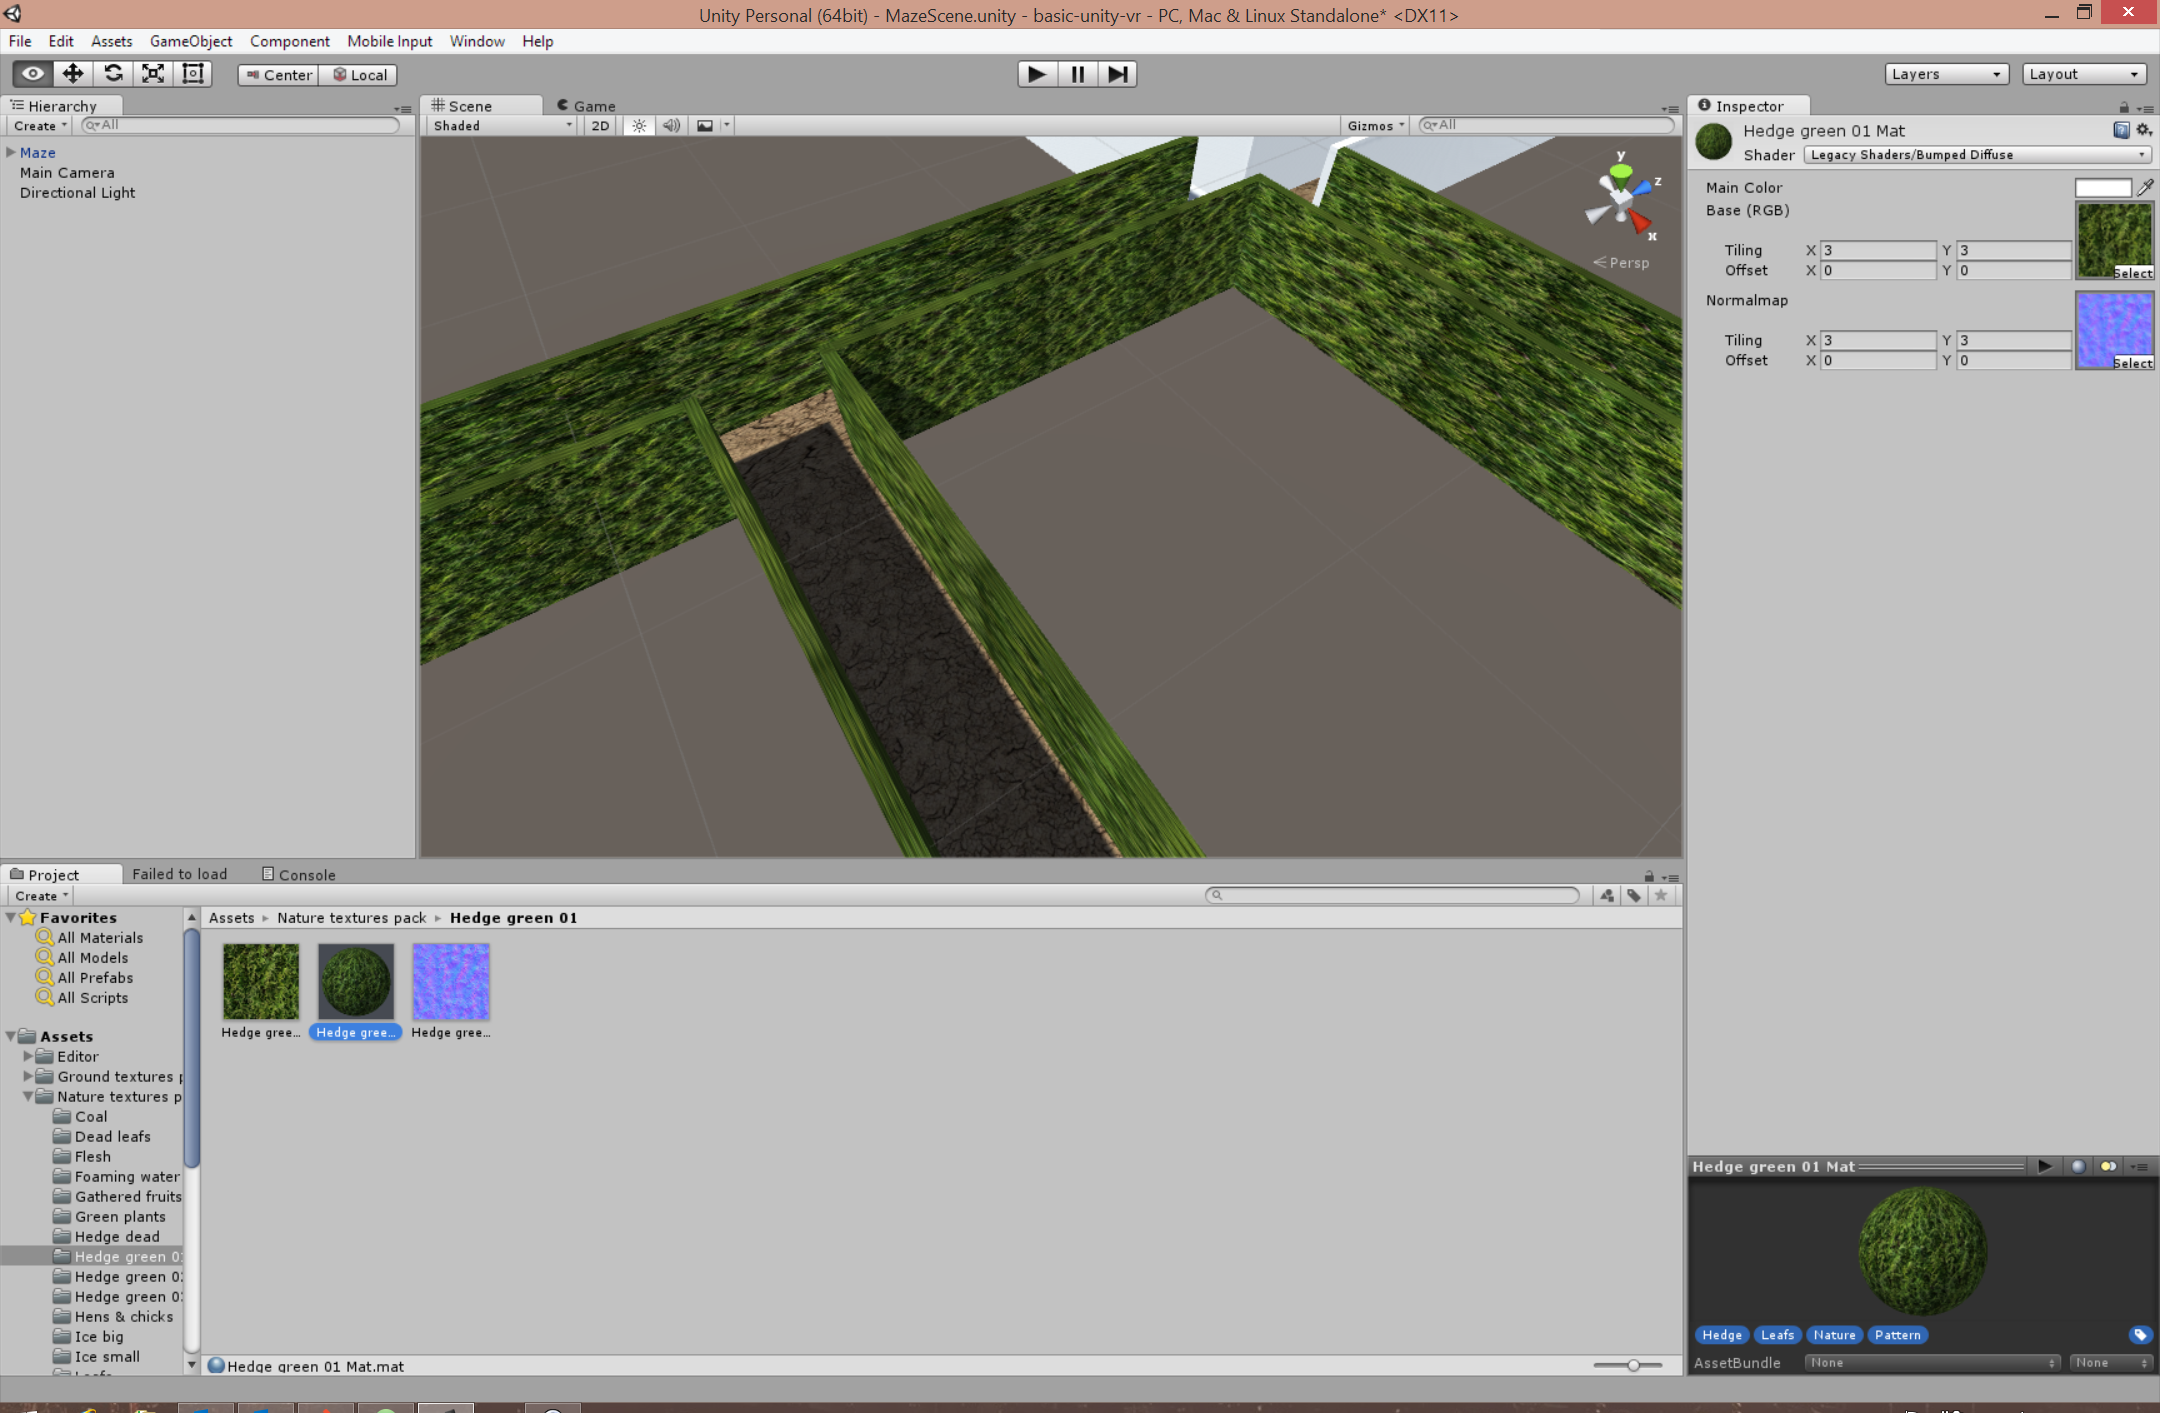 Unity Personal (64bit) - MazeScene.unity - basic-unity-vr - PC, Mac & Linux Standalone* <DX11>
File Edit Assets GameObject Component Mobile Input Window Help
Center Local Layers Layout
Hierarchy
Create All
Maze
Main Camera
Directional Light
Scene Game
Shaded 2D Gizmos All
y
z
x
Persp
Inspector
Hedge green 01 Mat
Shader Legacy Shaders/Bumped Diffuse
Main Color
Base (RGB)
Tiling X 3 Y 3
Offset X 0 Y 0
Select
Normalmap
Tiling X 3 Y 3
Offset X 0 Y 0
Select
Project Failed to load Console
Create
Favorites
All Materials
All Models
All Prefabs
All Scripts
Assets
Editor
Ground textures p
Nature textures p
Coal
Dead leafs
Flesh
Foaming water
Gathered fruits
Green plants
Hedge dead
Hedge green 0
Hedge green 0
Hedge green 0
Hens & chicks
Ice big
Ice small
Assets Nature textures pack Hedge green 01
Hedge gree... Hedge gree... Hedge gree...
Hedge green 01 Mat.mat
Hedge green 01 Mat
Hedge Leafs Nature Pattern
AssetBundle None None